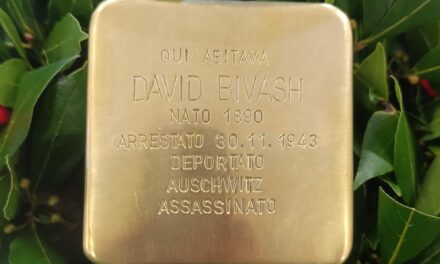 QUI ABITAVA
DAVID BIVASH
NATO 1890
ARRESTATO 30.11.1943
DEPORTATO
AUSCHWITZ
ASSASSINATO